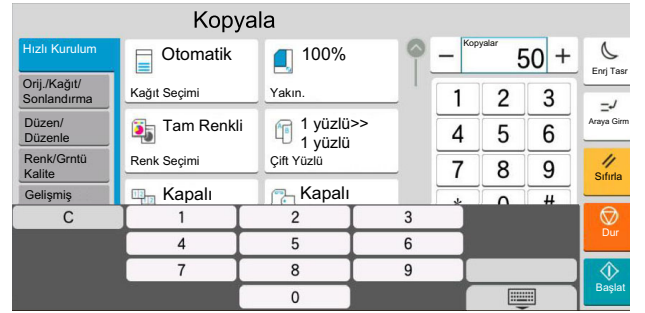 Kopyala
Hızlı Kurulum
Orij./Kağıt/
Sonlandırma
Düzen/
Düzenle
Renk/Grntü
Kalite
Gelişmiş
Otomatik
Kağıt Seçimi
100%
Yakın.
Tam Renkli
Renk Seçimi
1 yüzlü>>
1 yüzlü
Çift Yüzlü
Kapalı
Kapalı
Kopyalar
− 50 +
1 2 3
4 5 6
7 8 9
* 0 #
Enrj Tasr
Araya Girm
Sıfırla
Dur
Başlat
C 1 2 3
4 5 6
7 8 9
0